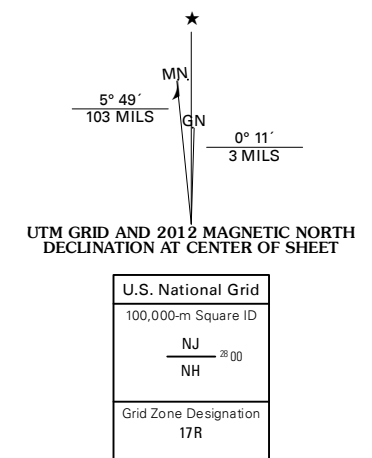 ★
MN
5° 49´
103 MILS
GN
0° 11´
3 MILS
UTM GRID AND 2012 MAGNETIC NORTH
DECLINATION AT CENTER OF SHEET
U.S. National Grid
100,000-m Square ID
NJ
28 00
NH
Grid Zone Designation
17R